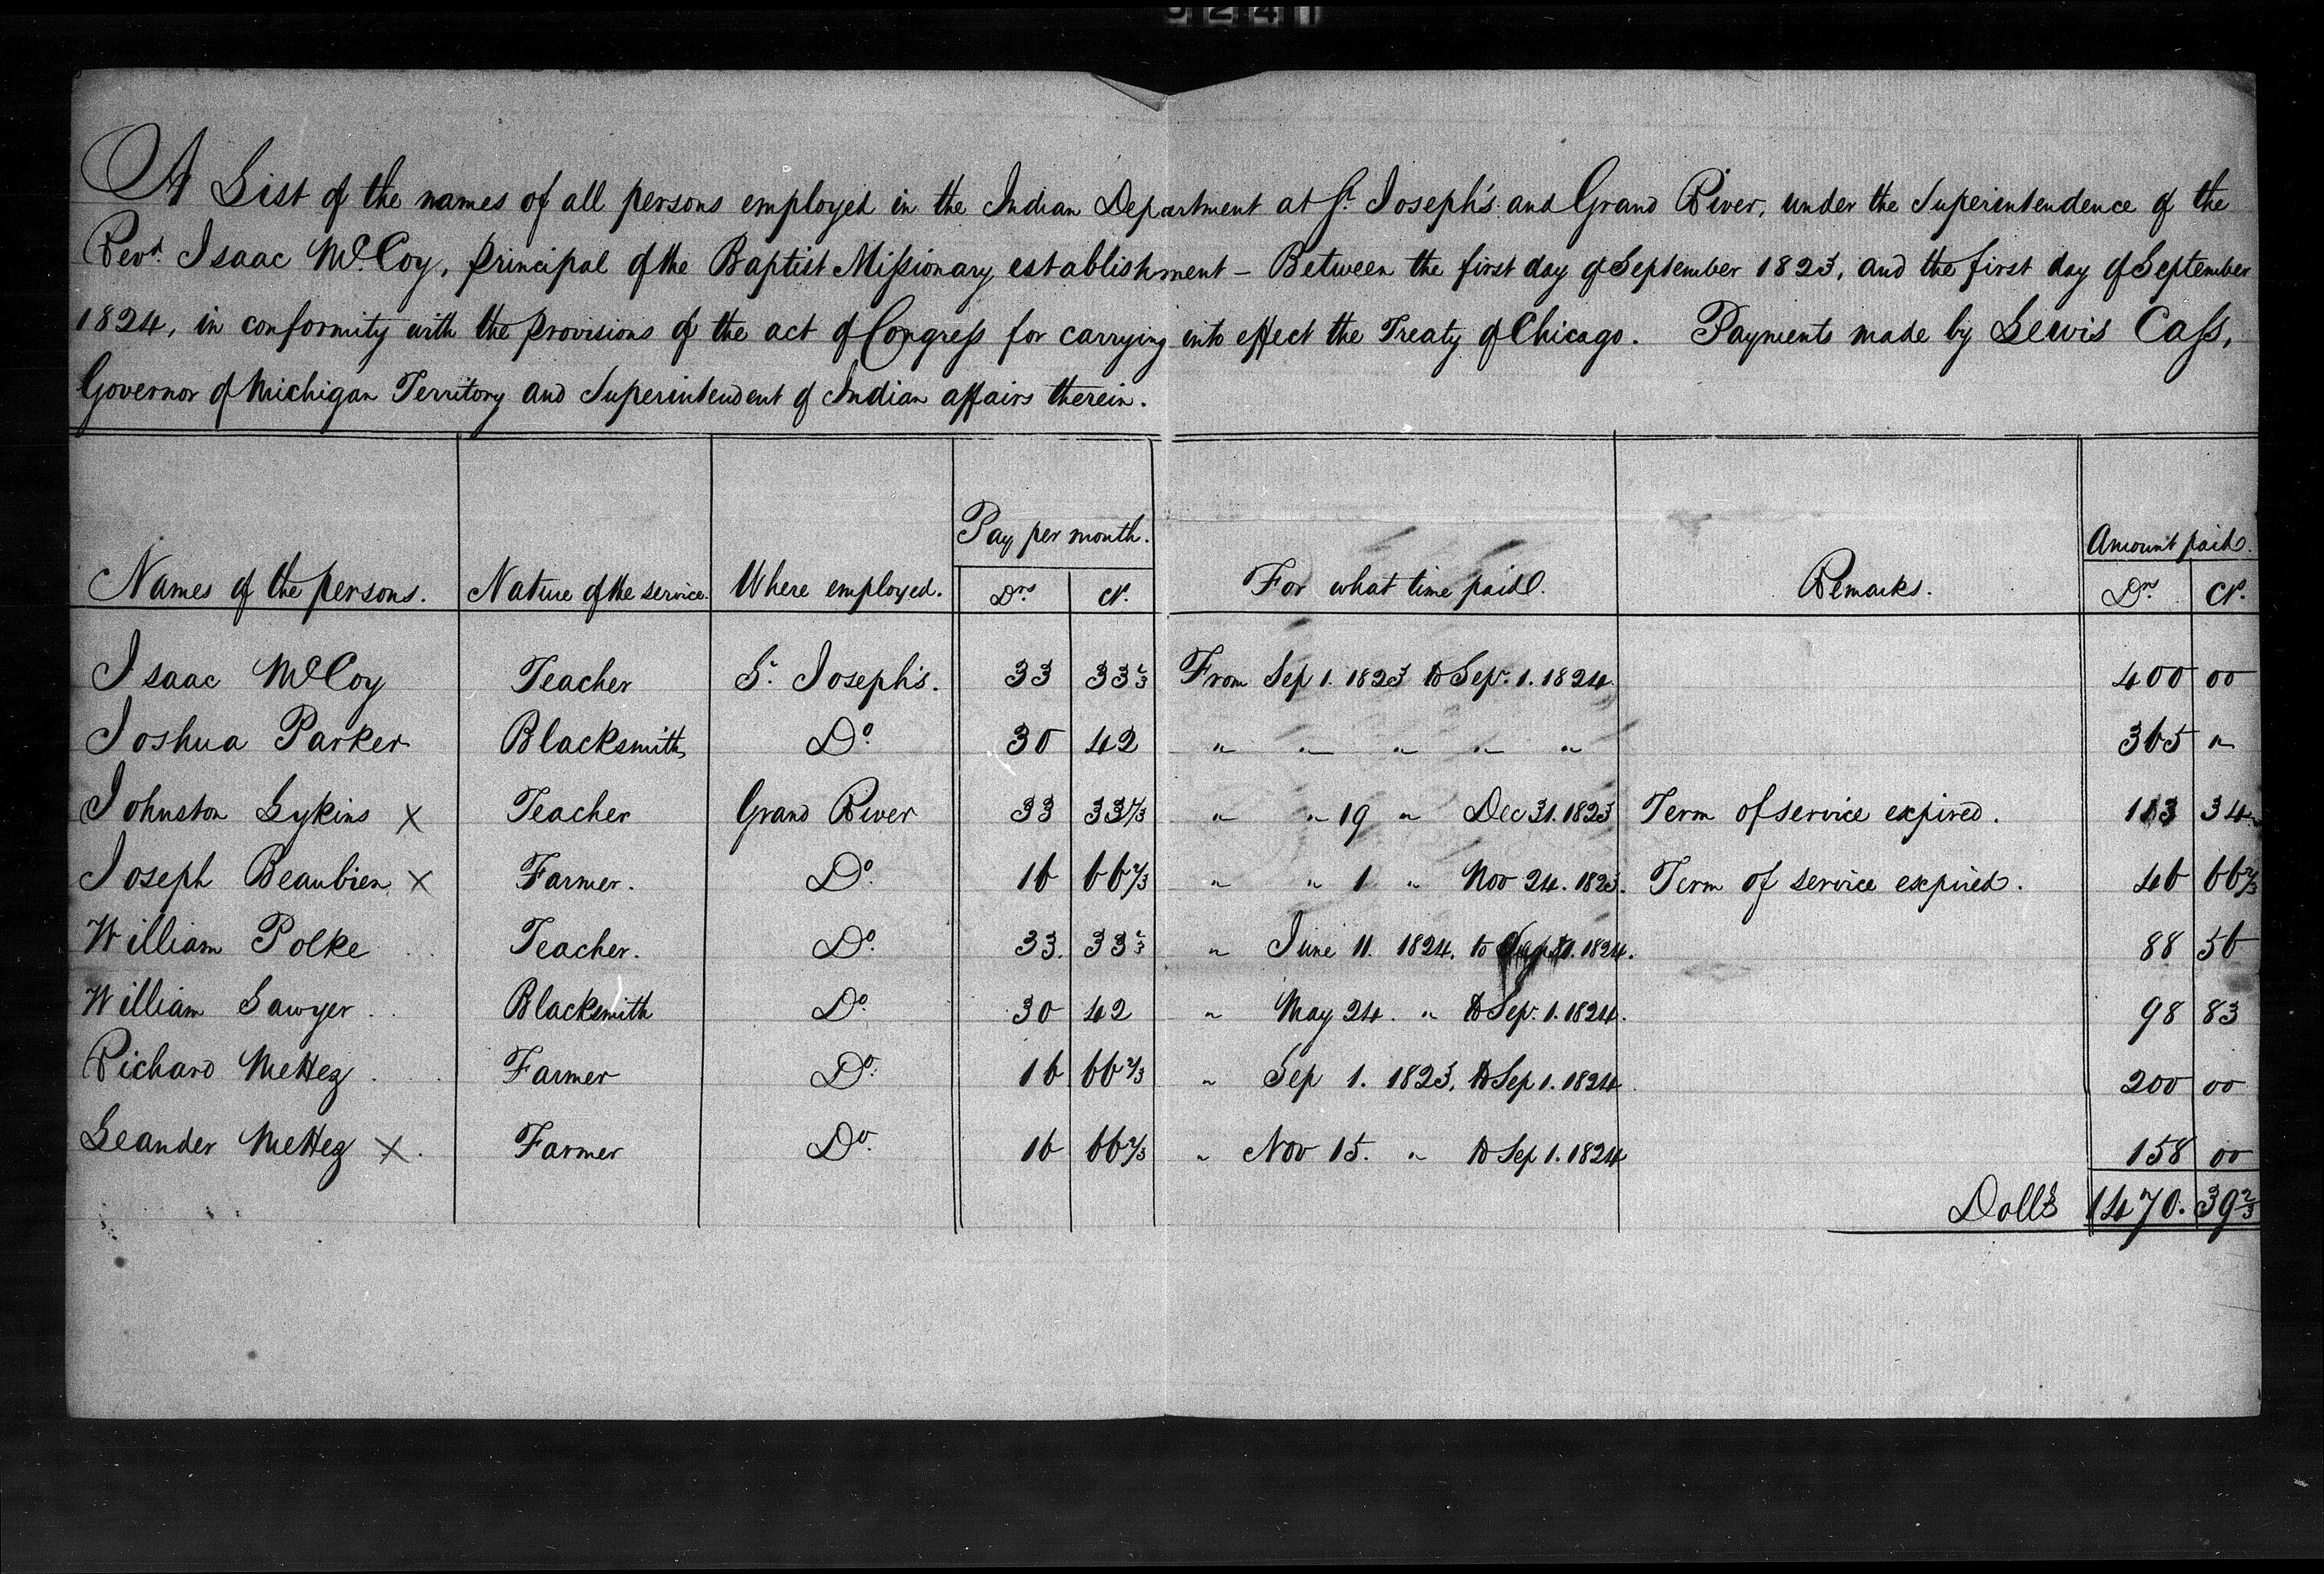 A List of the names of all persons employed in the Indian Department at St. Joseph's and Grand River, under the Superintendence of the
Revd. Isaac McCoy, principal of the Baptist Missionary establishment – Between the first day of September 1823, and the first day of September
1824, in conformity with the provisions of the act of Congress for carrying into effect the Treaty of Chicago. Payments made by Lewis Cass,
Governor of Michigan Territory and Superintendent of Indian affairs therein.
Names of the persons. Nature of the service. Where employed. Pay per month. For what time paid. Remarks. Amount paid.
Drs Ct. Drs. Ct.
Isaac McCoy Teacher St. Joseph's. 33 33 1/3 From Sep 1. 1823 to Sep. 1. 1824 400 00
Joshua Parker Blacksmith Do. 30 42 " " " " " 365 "
Johnston Lykins x Teacher Grand River 33 33 1/3 " " 19 " Dec 31. 1823 Term of service expired. 113 34
Joseph Beaubien x Farmer. Do. 16 66 2/3 " " 1 " Nov 24. 1823. Term of service expired. 46 66 2/3
William Polke Teacher. Do. 33. 33 1/3 " June 11. 1824. to 1. 1824. 88 56
William Sawyer Blacksmith Do. 30 42 " May 24. " to Sep. 1. 1824. 98 83
Richard Mettez Farmer Do. 16 66 2/3 " Sep 1. 1823, to Sep 1. 1824 200 00
Leander Mettez x. Farmer Do. 16 66 2/3 " Nov 15. " to Sep 1. 1824 158 00
Dolls 1470. 39 2/3